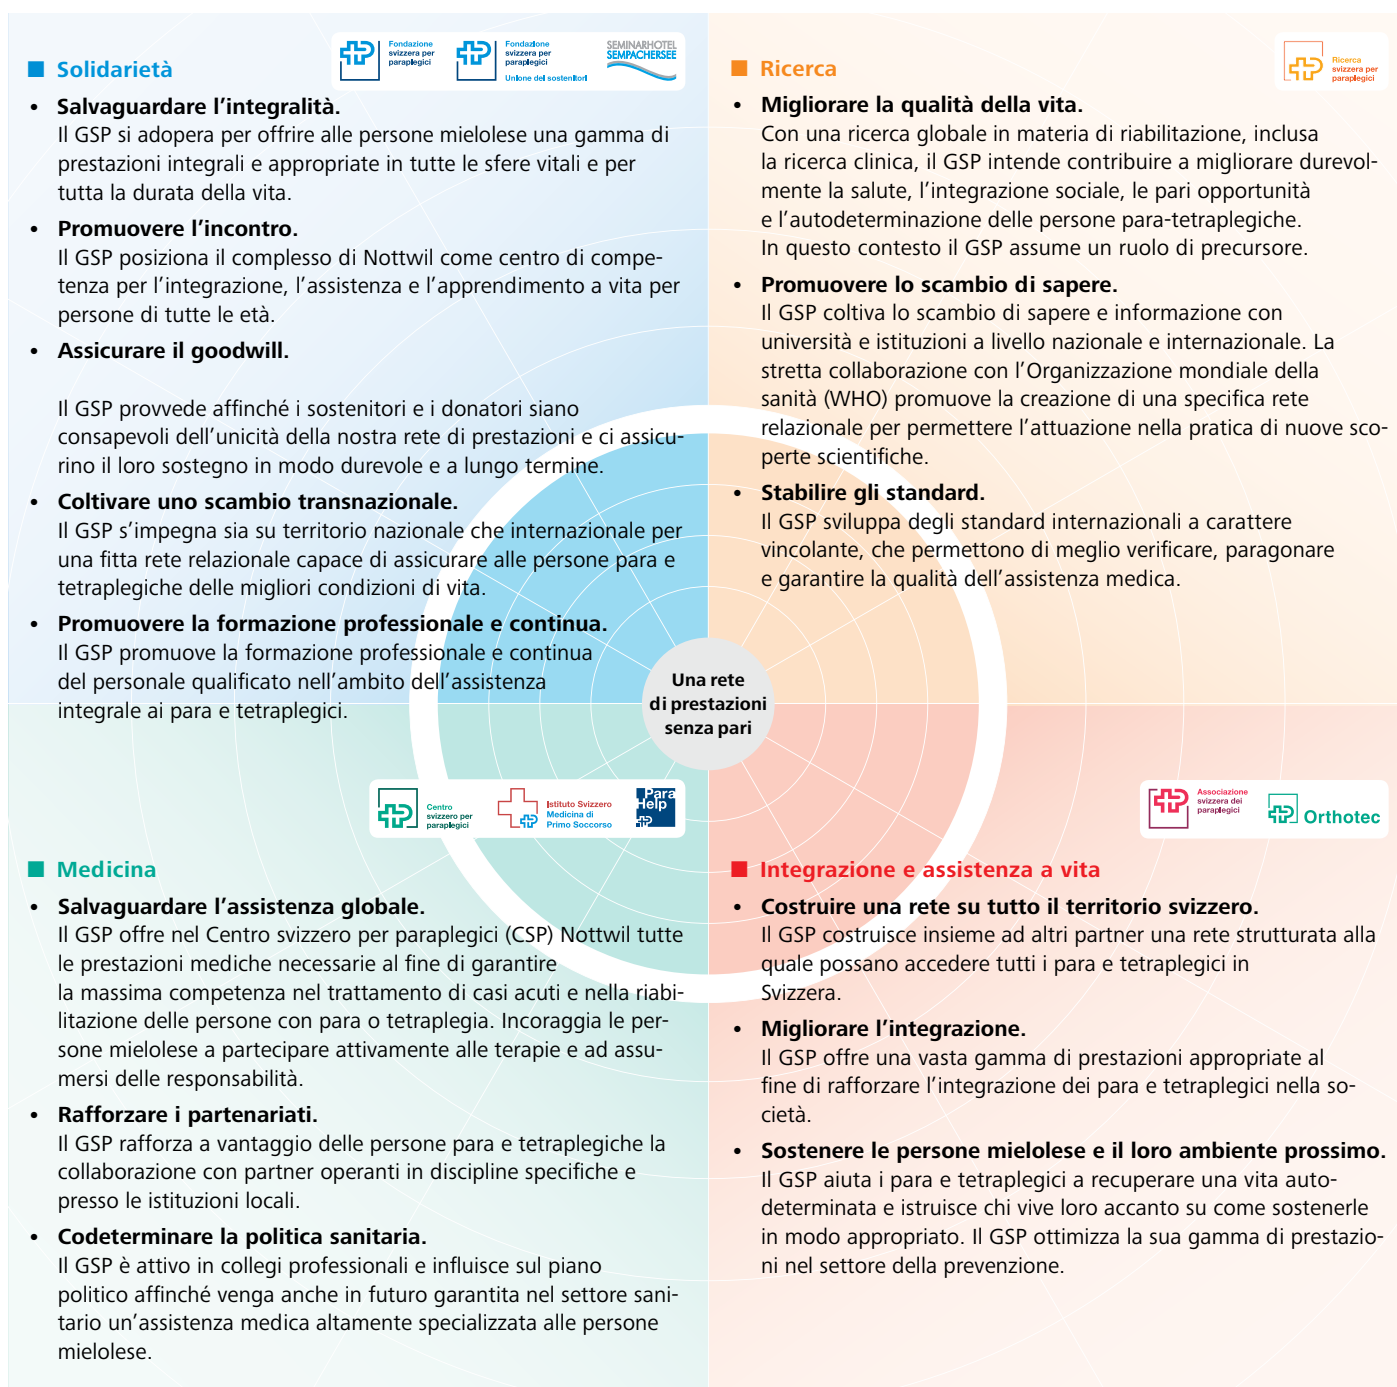 Solidarietà
Fondazione
svizzera per
paraplegici
Fondazione
svizzera per
paraplegici
Unione dei sostenitori
SEMINARHOTEL
SEMPACHERSEE
• Salvaguardare l’integralità.
Il GSP si adopera per offrire alle persone mielolese una gamma di
prestazioni integrali e appropriate in tutte le sfere vitali e per
tutta la durata della vita.
• Promuovere l’incontro.
Il GSP posiziona il complesso di Nottwil come centro di compe-
tenza per l’integrazione, l’assistenza e l’apprendimento a vita per
persone di tutte le età.
• Assicurare il goodwill.
Il GSP provvede affinché i sostenitori e i donatori siano
consapevoli dell’unicità della nostra rete di prestazioni e ci assicu-
rino il loro sostegno in modo durevole e a lungo termine.
• Coltivare uno scambio transnazionale.
Il GSP s’impegna sia su territorio nazionale che internazionale per
una fitta rete relazionale capace di assicurare alle persone para e
tetraplegiche delle migliori condizioni di vita.
• Promuovere la formazione professionale e continua.
Il GSP promuove la formazione professionale e continua
del personale qualificato nell’ambito dell’assistenza
integrale ai para e tetraplegici.
Ricerca
Ricerca
svizzera per
paraplegici
• Migliorare la qualità della vita.
Con una ricerca globale in materia di riabilitazione, inclusa
la ricerca clinica, il GSP intende contribuire a migliorare durevol-
mente la salute, l’integrazione sociale, le pari opportunità
e l’autodeterminazione delle persone para-tetraplegiche.
In questo contesto il GSP assume un ruolo di precursore.
• Promuovere lo scambio di sapere.
Il GSP coltiva lo scambio di sapere e informazione con
università e istituzioni a livello nazionale e internazionale. La
stretta collaborazione con l’Organizzazione mondiale della
sanità (WHO) promuove la creazione di una specifica rete
relazionale per permettere l’attuazione nella pratica di nuove sco-
perte scientifiche.
• Stabilire gli standard.
Il GSP sviluppa degli standard internazionali a carattere
vincolante, che permettono di meglio verificare, paragonare
e garantire la qualità dell’assistenza medica.
Una rete
di prestazioni
senza pari
Centro
svizzero per
paraplegici
Istituto Svizzero
Medicina di
Primo Soccorso
Para
Help
Medicina
• Salvaguardare l’assistenza globale.
Il GSP offre nel Centro svizzero per paraplegici (CSP) Nottwil tutte
le prestazioni mediche necessarie al fine di garantire
la massima competenza nel trattamento di casi acuti e nella riabi-
litazione delle persone con para o tetraplegia. Incoraggia le per-
sone mielolese a partecipare attivamente alle terapie e ad assu-
mersi delle responsabilità.
• Rafforzare i partenariati.
Il GSP rafforza a vantaggio delle persone para e tetraplegiche la
collaborazione con partner operanti in discipline specifiche e
presso le istituzioni locali.
• Codeterminare la politica sanitaria.
Il GSP è attivo in collegi professionali e influisce sul piano
politico affinché venga anche in futuro garantita nel settore sani-
tario un’assistenza medica altamente specializzata alle persone
mielolese.
Associazione
svizzera dei
paraplegici
Orthotec
Integrazione e assistenza a vita
• Costruire una rete su tutto il territorio svizzero.
Il GSP costruisce insieme ad altri partner una rete strutturata alla
quale possano accedere tutti i para e tetraplegici in
Svizzera.
• Migliorare l’integrazione.
Il GSP offre una vasta gamma di prestazioni appropriate al
fine di rafforzare l’integrazione dei para e tetraplegici nella so-
cietà.
• Sostenere le persone mielolese e il loro ambiente prossimo.
Il GSP aiuta i para e tetraplegici a recuperare una vita auto-
determinata e istruisce chi vive loro accanto su come sostenerle
in modo appropriato. Il GSP ottimizza la sua gamma di prestazio-
ni nel settore della prevenzione.